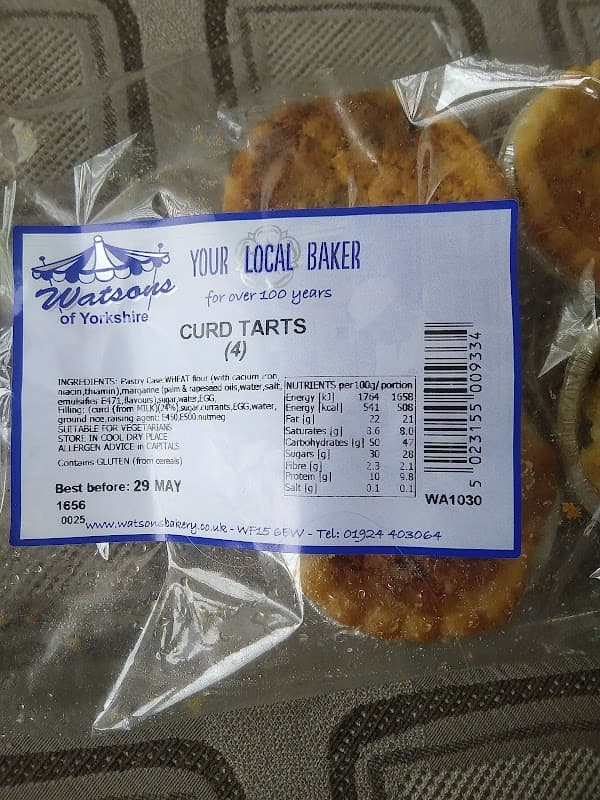 Watsons
of Yorkshire
YOUR LOCAL BAKER
for over 100 years
CURD TARTS
(4)
INGREDIENTS: Pastry Case WHEAT flour (with calcium, iron,
niacin,thiamin),margarine (palm & rapeseed oils,water,salt,
emulsifier E471,flavours),sugar,water,EGG.
Filling: (curd (from MILK)(24%),sugar,currants,EGG,water,
ground rice,raising agent: E450,E500,nutmeg
SUITABLE FOR VEGETARIANS
STORE IN COOL DRY PLACE
ALLERGEN ADVICE in CAPITALS
Contains GLUTEN (from cereals)
NUTRIENTS per 100g/ portion
Energy [kJ] 1764 1658
Energy [kcal] 541 508
Fat [g] 22 21
Saturates [g] 8.6 8.0
Carbohydrates [g] 50 47
Sugars [g] 30 28
Fibre [g] 2.3 2.1
Protein [g] 10 9.8
Salt [g] 0.1 0.1
5 023155 009334
WA1030
Best before: 29 MAY
1656
0025
www.watsonsbakery.co.uk - WF15 6EW - Tel: 01924 403064